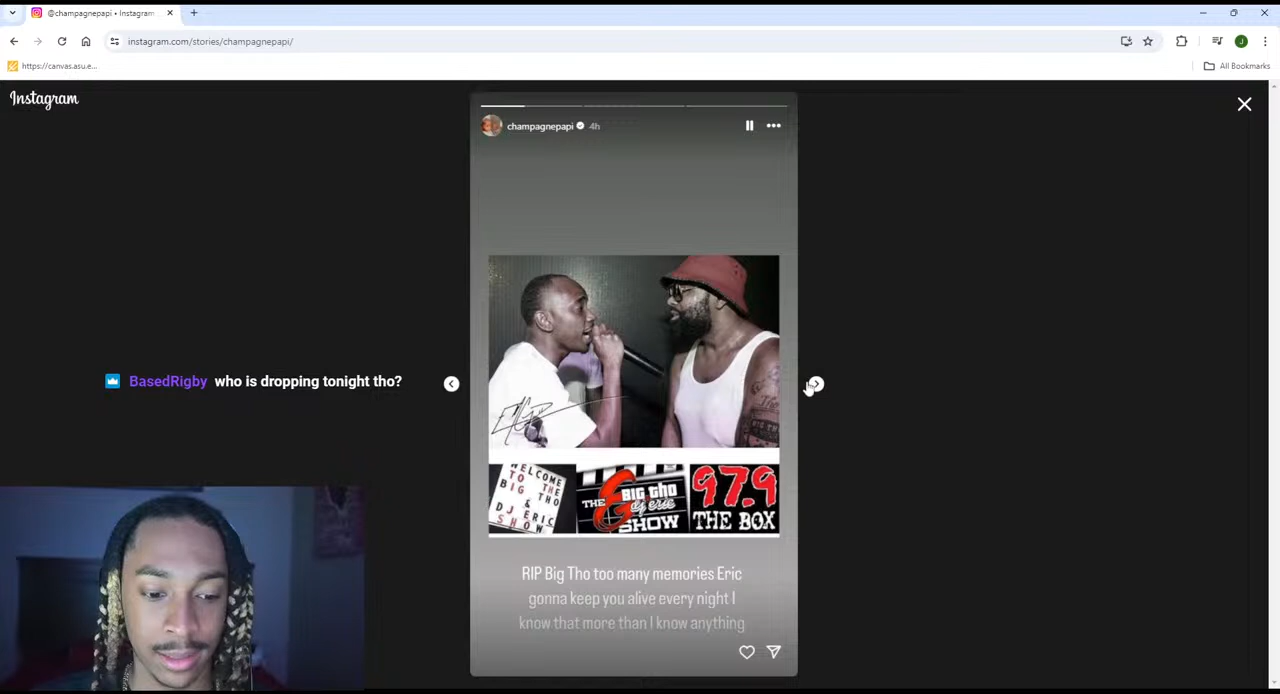 @champagnepapi • Instagram
instagram.com/stories/champagnepapi/
https://canvas.asu.e...
All Bookmarks
Instagram
champagnepapi 4h
BasedRigby who is dropping tonight tho?
WELCOME
TO THE
BIG THO
&
DJ ERIC
SHOW
THE BIG tho
dj eric
SHOW
97.9
THE BOX
RIP Big Tho too many memories Eric
gonna keep you alive every night I
know that more than I know anything